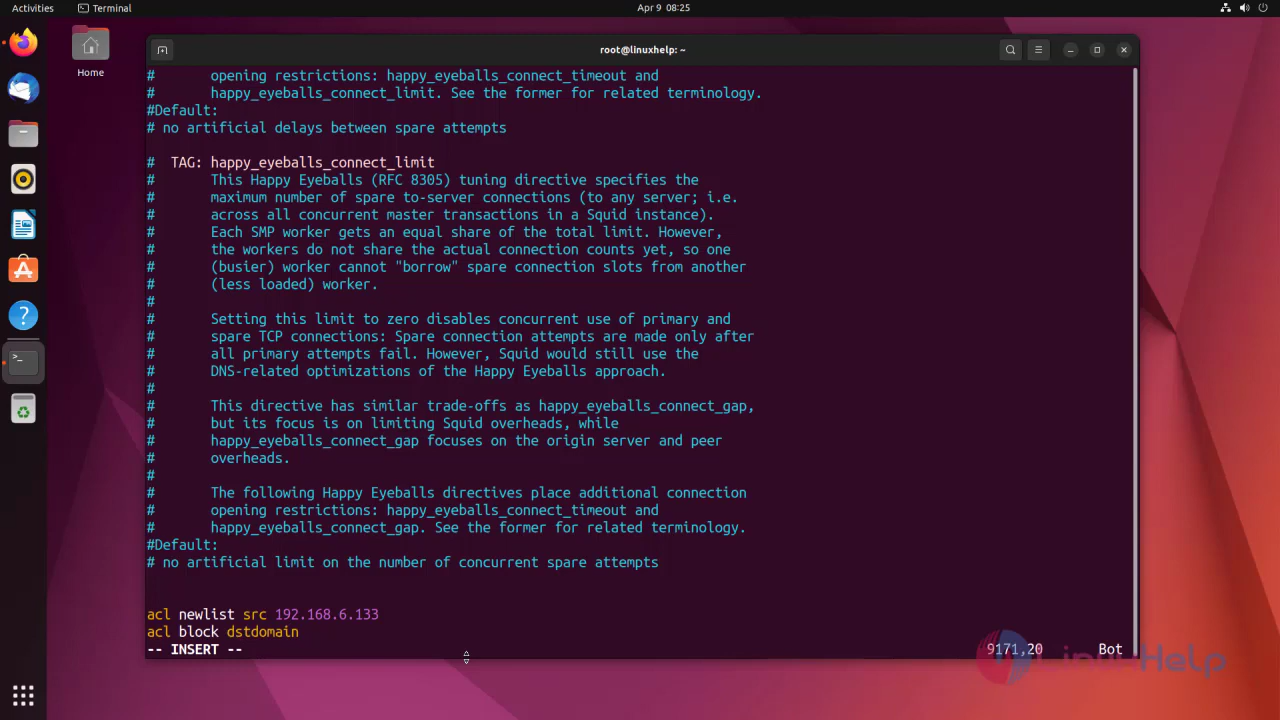 Activities Terminal Apr 9 08:25
Home
root@linuxhelp: ~
# opening restrictions: happy_eyeballs_connect_timeout and
# happy_eyeballs_connect_limit. See the former for related terminology.
#Default:
# no artificial delays between spare attempts
# TAG: happy_eyeballs_connect_limit
# This Happy Eyeballs (RFC 8305) tuning directive specifies the
# maximum number of spare to-server connections (to any server; i.e.
# across all concurrent master transactions in a Squid instance).
# Each SMP worker gets an equal share of the total limit. However,
# the workers do not share the actual connection counts yet, so one
# (busier) worker cannot "borrow" spare connection slots from another
# (less loaded) worker.
#
# Setting this limit to zero disables concurrent use of primary and
# spare TCP connections: Spare connection attempts are made only after
# all primary attempts fail. However, Squid would still use the
# DNS-related optimizations of the Happy Eyeballs approach.
#
# This directive has similar trade-offs as happy_eyeballs_connect_gap,
# but its focus is on limiting Squid overheads, while
# happy_eyeballs_connect_gap focuses on the origin server and peer
# overheads.
#
# The following Happy Eyeballs directives place additional connection
# opening restrictions: happy_eyeballs_connect_timeout and
# happy_eyeballs_connect_gap. See the former for related terminology.
#Default:
# no artificial limit on the number of concurrent spare attempts
acl newlist src 192.168.6.133
acl block dstdomain
-- INSERT -- 9171,20 Bot
LinuxHelp